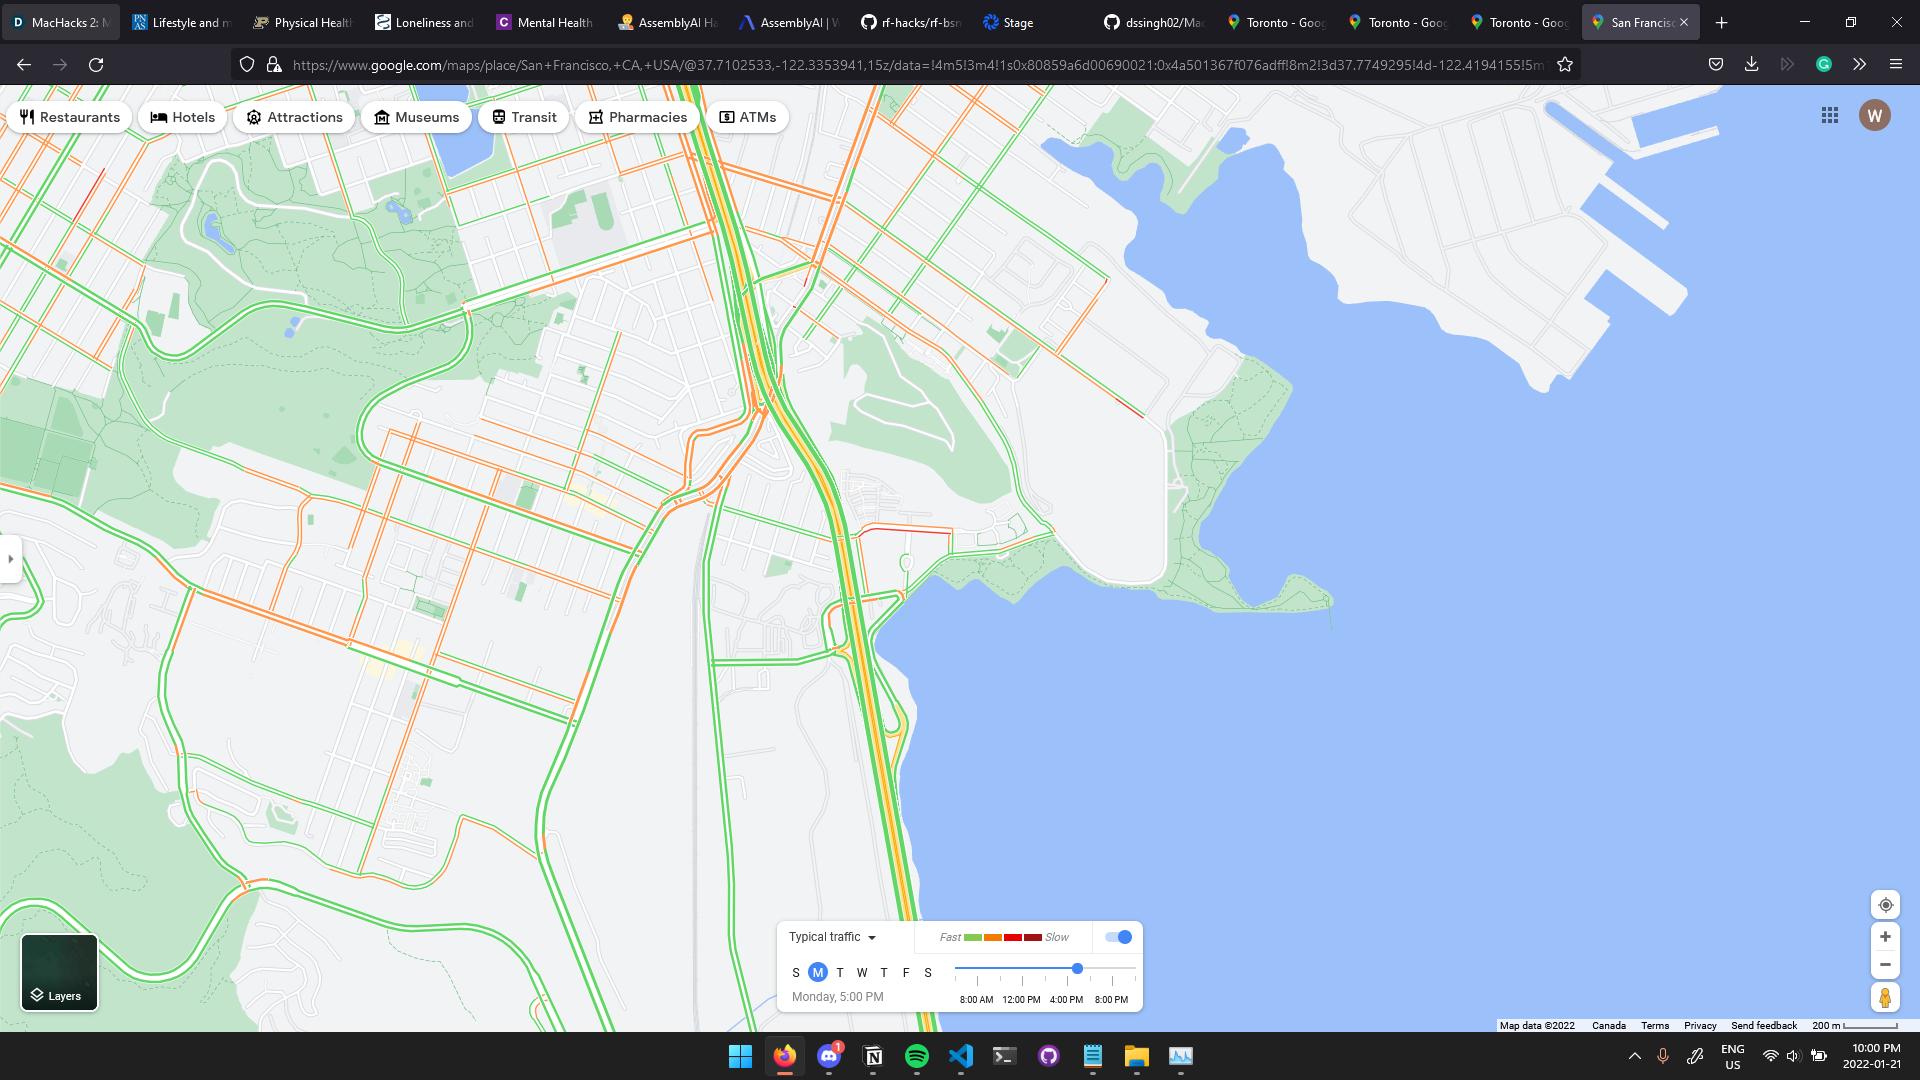 MacHacks 2: M
Lifestyle and m
Physical Health
Loneliness and
Mental Health
AssemblyAI Ha
AssemblyAI | W
rf-hacks/rf-bsn
Stage
dssingh02/Mac
Toronto - Goog
Toronto - Goog
Toronto - Goog
San Francisc
https://www.google.com/maps/place/San+Francisco,+CA,+USA/@37.7102533,-122.3353941,15z/data=!4m5!3m4!1s0x80859a6d00690021:0x4a501367f076adff!8m2!3d37.7749295!4d-122.4194155!5m1
Restaurants
Hotels
Attractions
Museums
Transit
Pharmacies
ATMs
W
Layers
Typical traffic
Fast
Slow
S M T W T F S
Monday, 5:00 PM
8:00 AM 12:00 PM 4:00 PM 8:00 PM
Map data ©2022 Canada Terms Privacy Send feedback 200 m
1
ENG
US
10:00 PM
2022-01-21